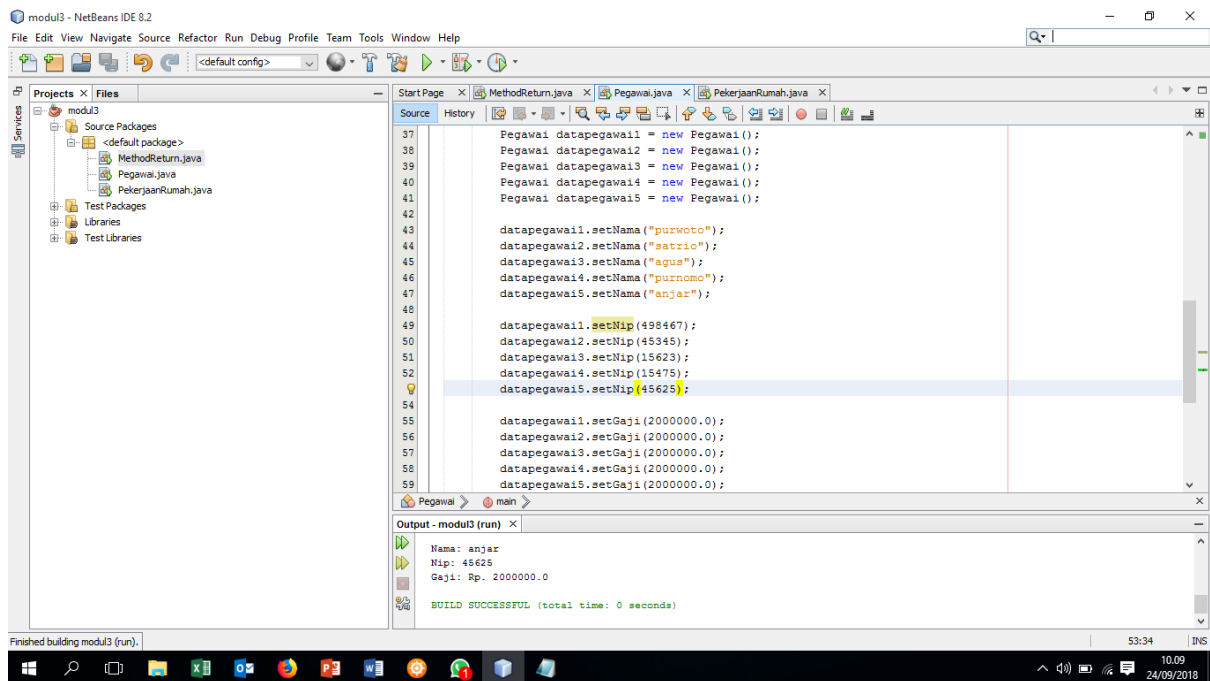 modul3 - NetBeans IDE 8.2
File Edit View Navigate Source Refactor Run Debug Profile Team Tools Window Help
<default config>
Projects Files
Start Page MethodReturn.java Pegawai.java PekerjaanRumah.java
Services
modul3
Source Packages
<default package>
MethodReturn.java
Pegawai.java
PekerjaanRumah.java
Test Packages
Libraries
Test Libraries
Source History
37 Pegawai datapegawai1 = new Pegawai();
38 Pegawai datapegawai2 = new Pegawai();
39 Pegawai datapegawai3 = new Pegawai();
40 Pegawai datapegawai4 = new Pegawai();
41 Pegawai datapegawai5 = new Pegawai();
42
43 datapegawai1.setNama("purwoto");
44 datapegawai2.setNama("satrio");
45 datapegawai3.setNama("agus");
46 datapegawai4.setNama("purnomo");
47 datapegawai5.setNama("anjar");
48
49 datapegawai1.setNip(498467);
50 datapegawai2.setNip(45345);
51 datapegawai3.setNip(15623);
52 datapegawai4.setNip(15475);
datapegawai5.setNip(45625);
54
55 datapegawai1.setGaji(2000000.0);
56 datapegawai2.setGaji(2000000.0);
57 datapegawai3.setGaji(2000000.0);
58 datapegawai4.setGaji(2000000.0);
59 datapegawai5.setGaji(2000000.0);
Pegawai main
Output - modul3 (run)
Nama: anjar
Nip: 45625
Gaji: Rp. 2000000.0
BUILD SUCCESSFUL (total time: 0 seconds)
Finished building modul3 (run).
53:34 INS
10.09
24/09/2018